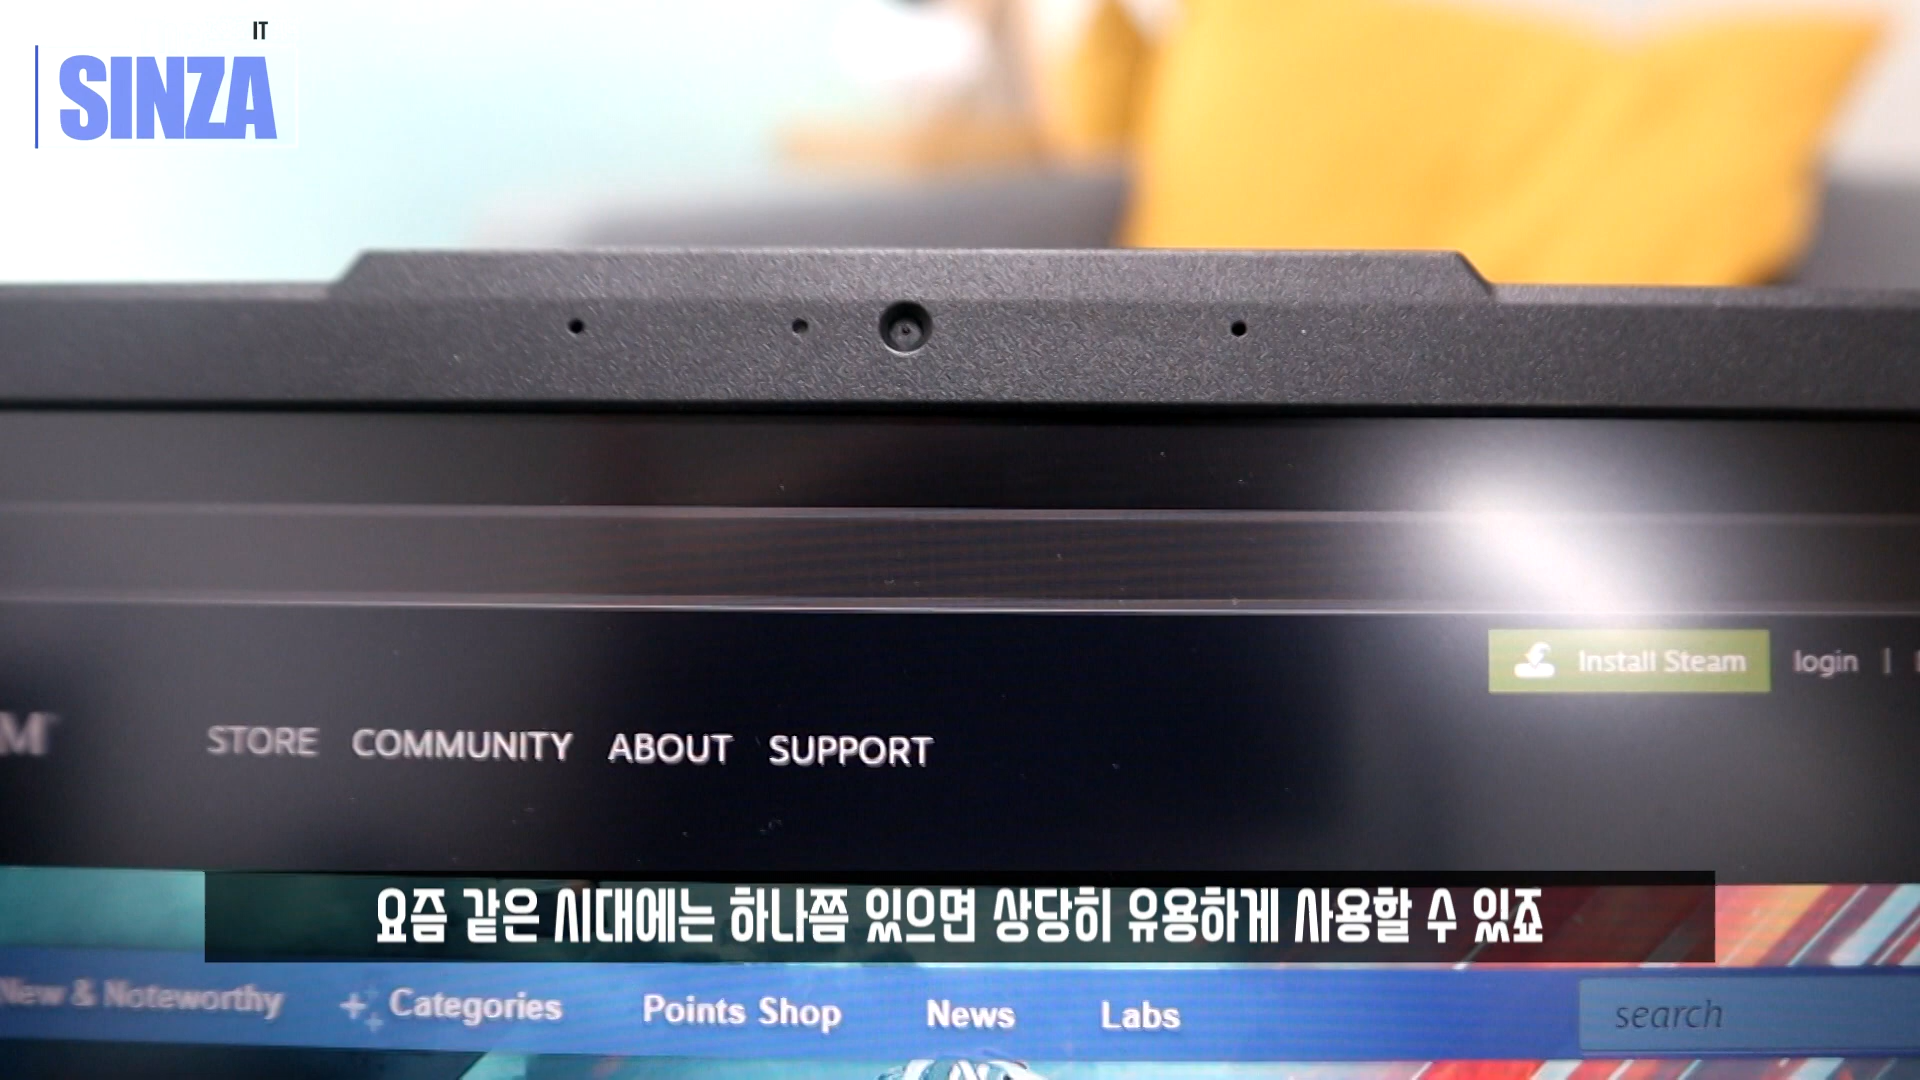 IT
SINZA
Install Steam
login |
M
STORE COMMUNITY ABOUT SUPPORT
요즘 같은 시대에는 하나쯤 있으면 상당히 유용하게 사용할 수 있죠
New & Noteworthy Categories Points Shop News Labs search